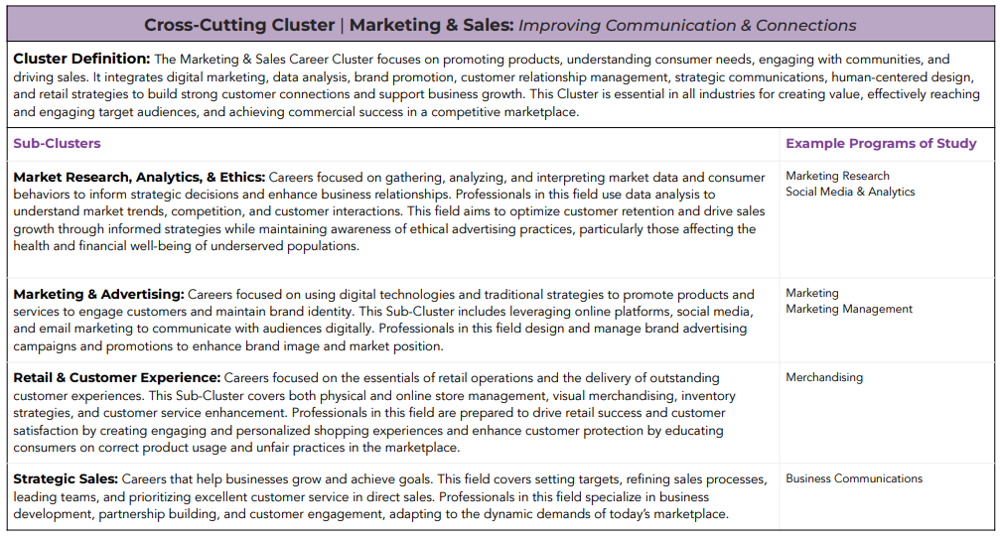 Cross-Cutting Cluster | Marketing & Sales: Improving Communication & Connections
Cluster Definition: The Marketing & Sales Career Cluster focuses on promoting products, understanding consumer needs, engaging with communities, and
driving sales. It integrates digital marketing, data analysis, brand promotion, customer relationship management, strategic communications, human-centered design,
and retail strategies to build strong customer connections and support business growth. This Cluster is essential in all industries for creating value, effectively reaching
and engaging target audiences, and achieving commercial success in a competitive marketplace.
Sub-Clusters
Example Programs of Study
Market Research, Analytics, & Ethics: Careers focused on gathering, analyzing, and interpreting market data and consumer
behaviors to inform strategic decisions and enhance business relationships. Professionals in this field use data analysis to
understand market trends, competition, and customer interactions. This field aims to optimize customer retention and drive sales
growth through informed strategies while maintaining awareness of ethical advertising practices, particularly those affecting the
health and financial well-being of underserved populations.
Marketing Research
Social Media & Analytics
Marketing & Advertising: Careers focused on using digital technologies and traditional strategies to promote products and
services to engage customers and maintain brand identity. This Sub-Cluster includes leveraging online platforms, social media,
and email marketing to communicate with audiences digitally. Professionals in this field design and manage brand advertising
campaigns and promotions to enhance brand image and market position.
Marketing
Marketing Management
Retail & Customer Experience: Careers focused on the essentials of retail operations and the delivery of outstanding
customer experiences. This Sub-Cluster covers both physical and online store management, visual merchandising, inventory
strategies, and customer service enhancement. Professionals in this field are prepared to drive retail success and customer
satisfaction by creating engaging and personalized shopping experiences and enhance customer protection by educating
consumers on correct product usage and unfair practices in the marketplace.
Merchandising
Strategic Sales: Careers that help businesses grow and achieve goals. This field covers setting targets, refining sales processes,
leading teams, and prioritizing excellent customer service in direct sales. Professionals in this field specialize in business
development, partnership building, and customer engagement, adapting to the dynamic demands of today's marketplace.
Business Communications